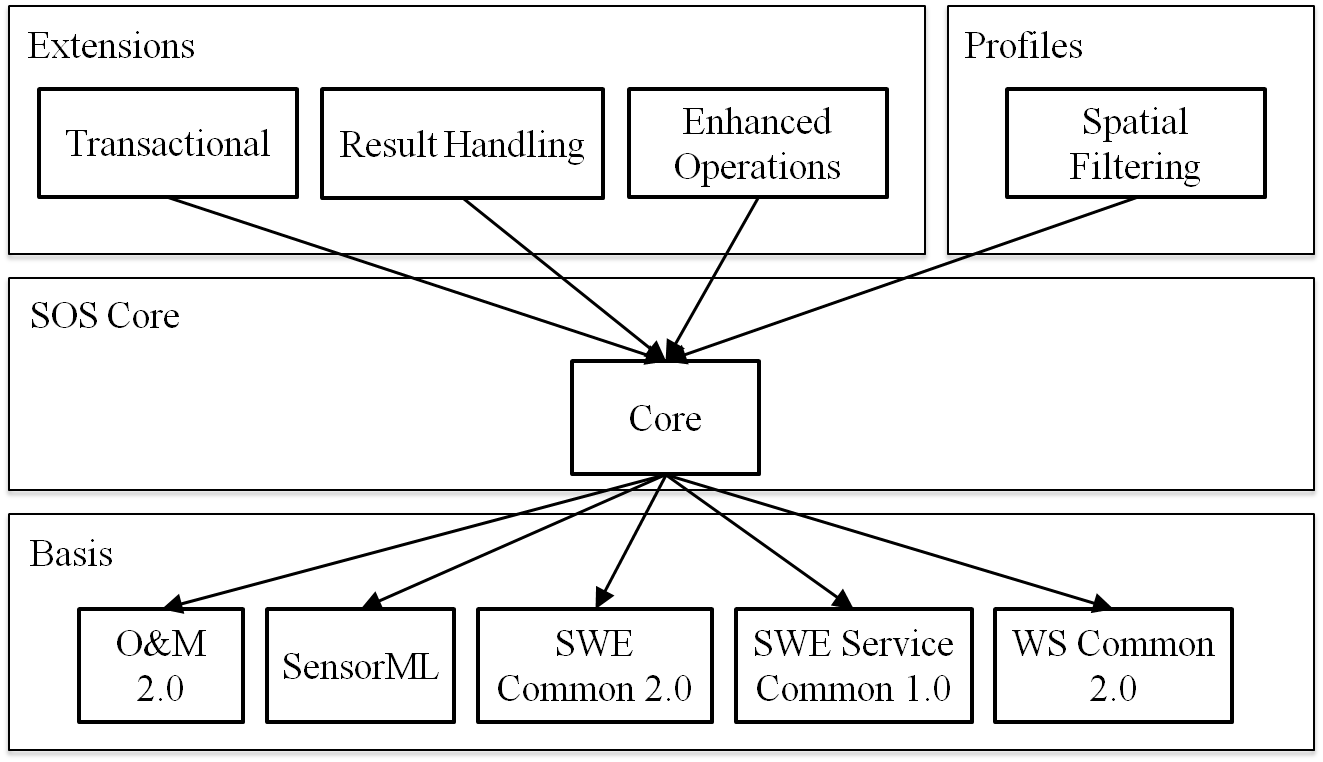 Extensions
Profiles
Transactional
Result Handling
Enhanced
Operations
Spatial
Filtering
SOS Core
Core
Basis
O&M
2.0
SensorML
SWE
Common 2.0
SWE Service
Common 1.0
WS Common
2.0